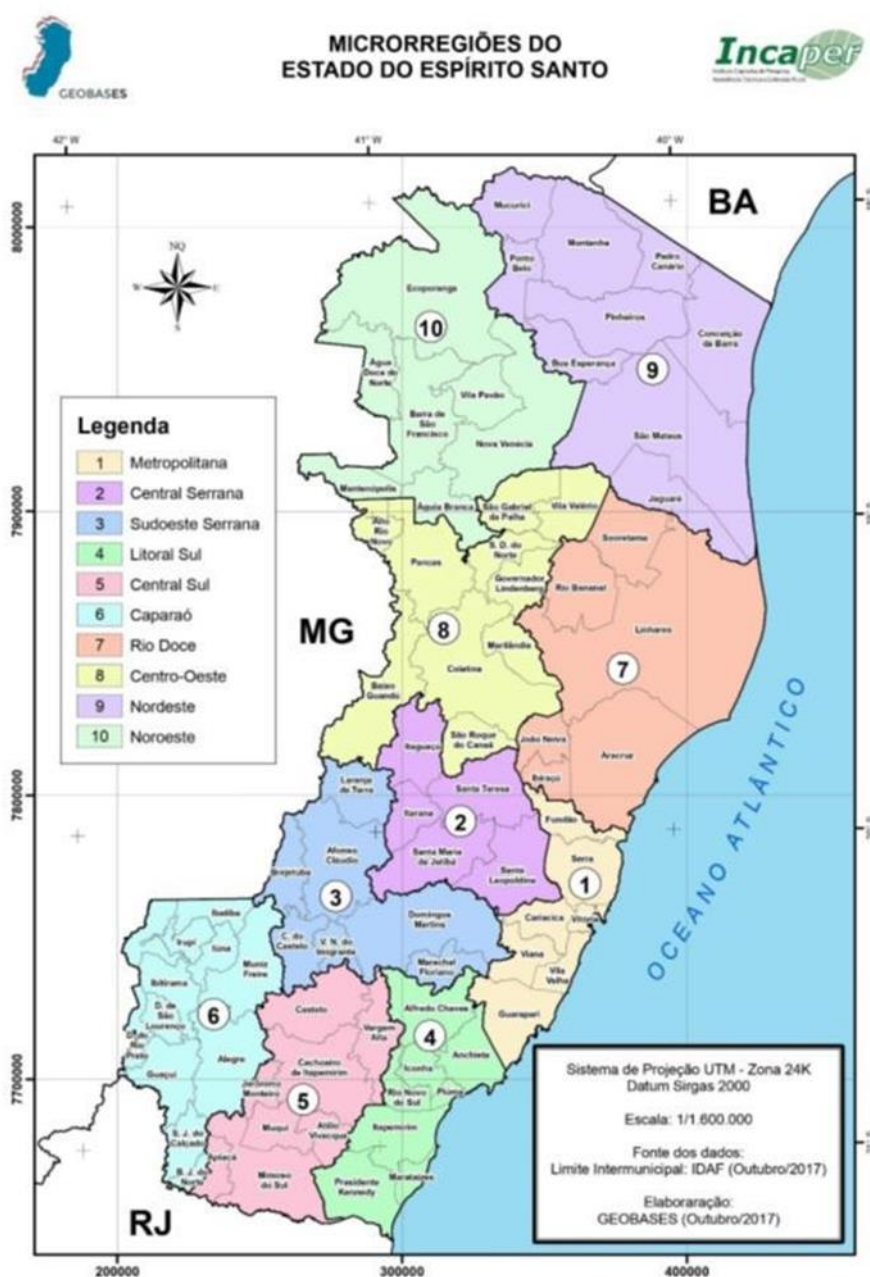 GEOBASES
MICRORREGIÕES DO
ESTADO DO ESPÍRITO SANTO
Incaper
42° W
41° W
40° W
8000000
7900000
7800000
7700000
200000
300000
400000
BA
MG
RJ
OCEANO ATLÂNTICO
NO
W
E
S
Legenda
1 Metropolitana
2 Central Serrana
3 Sudoeste Serrana
4 Litoral Sul
5 Central Sul
6 Caparaó
7 Rio Doce
8 Centro-Oeste
9 Nordeste
10 Noroeste
Mucurici
Montanha
Ponto
Belo
Pedro
Canário
Ecoporanga
10
Pinheiros
Conceição
da Barra
Boa Esperança
9
Água
Doce do
Norte
Vila Pavão
Barra de
São
Francisco
Nova Venécia
São Mateus
Mantenópolis
Águia Branca
São Gabriel
da Palha
Vila Valério
Jaguaré
Alto
Rio
Novo
Pancas
S. D. do
Norte
Sooretama
Governador
Lindenberg
Rio Bananal
8
Marilândia
Linhares
Colatina
7
Baixo
Guandu
São Roque
do Canaã
João Neiva
Aracruz
Itaguaçu
Ibiraçu
Laranja
da Terra
Santa Teresa
Itarana
2
Fundão
Afonso
Cláudio
Santa Maria
de Jetibá
Serra
Brejetuba
Santa
Leopoldina
1
3
Domingos
Martins
Cariacica
Vitória
Ibatiba
Irupi
Iúna
C. do
Castelo
V. N. do
Imigrante
Marechal
Floriano
Viana
Vila
Velha
Muniz
Freire
Ibitirama
6
D. de
São
Lourenço
Castelo
Alfredo Chaves
Guarapari
Vargem
Alta
4
D. do Rio
Preto
Anchieta
Guaçuí
Alegre
Cachoeiro
de Itapemirim
Iconha
Jerônimo
Monteiro
5
Rio Novo
do Sul
Piúma
S. J. do
Calçado
Muqui
Atílio
Vivacqua
Itapemirim
Apiacá
B. J. do
Norte
Mimoso
do Sul
Presidente
Kennedy
Marataízes
Sistema de Projeção UTM - Zona 24K
Datum Sirgas 2000
Escala: 1/1.600.000
Fonte dos dados:
Limite Intermunicipal: IDAF (Outubro/2017)
Elaboraração:
GEOBASES (Outubro/2017)